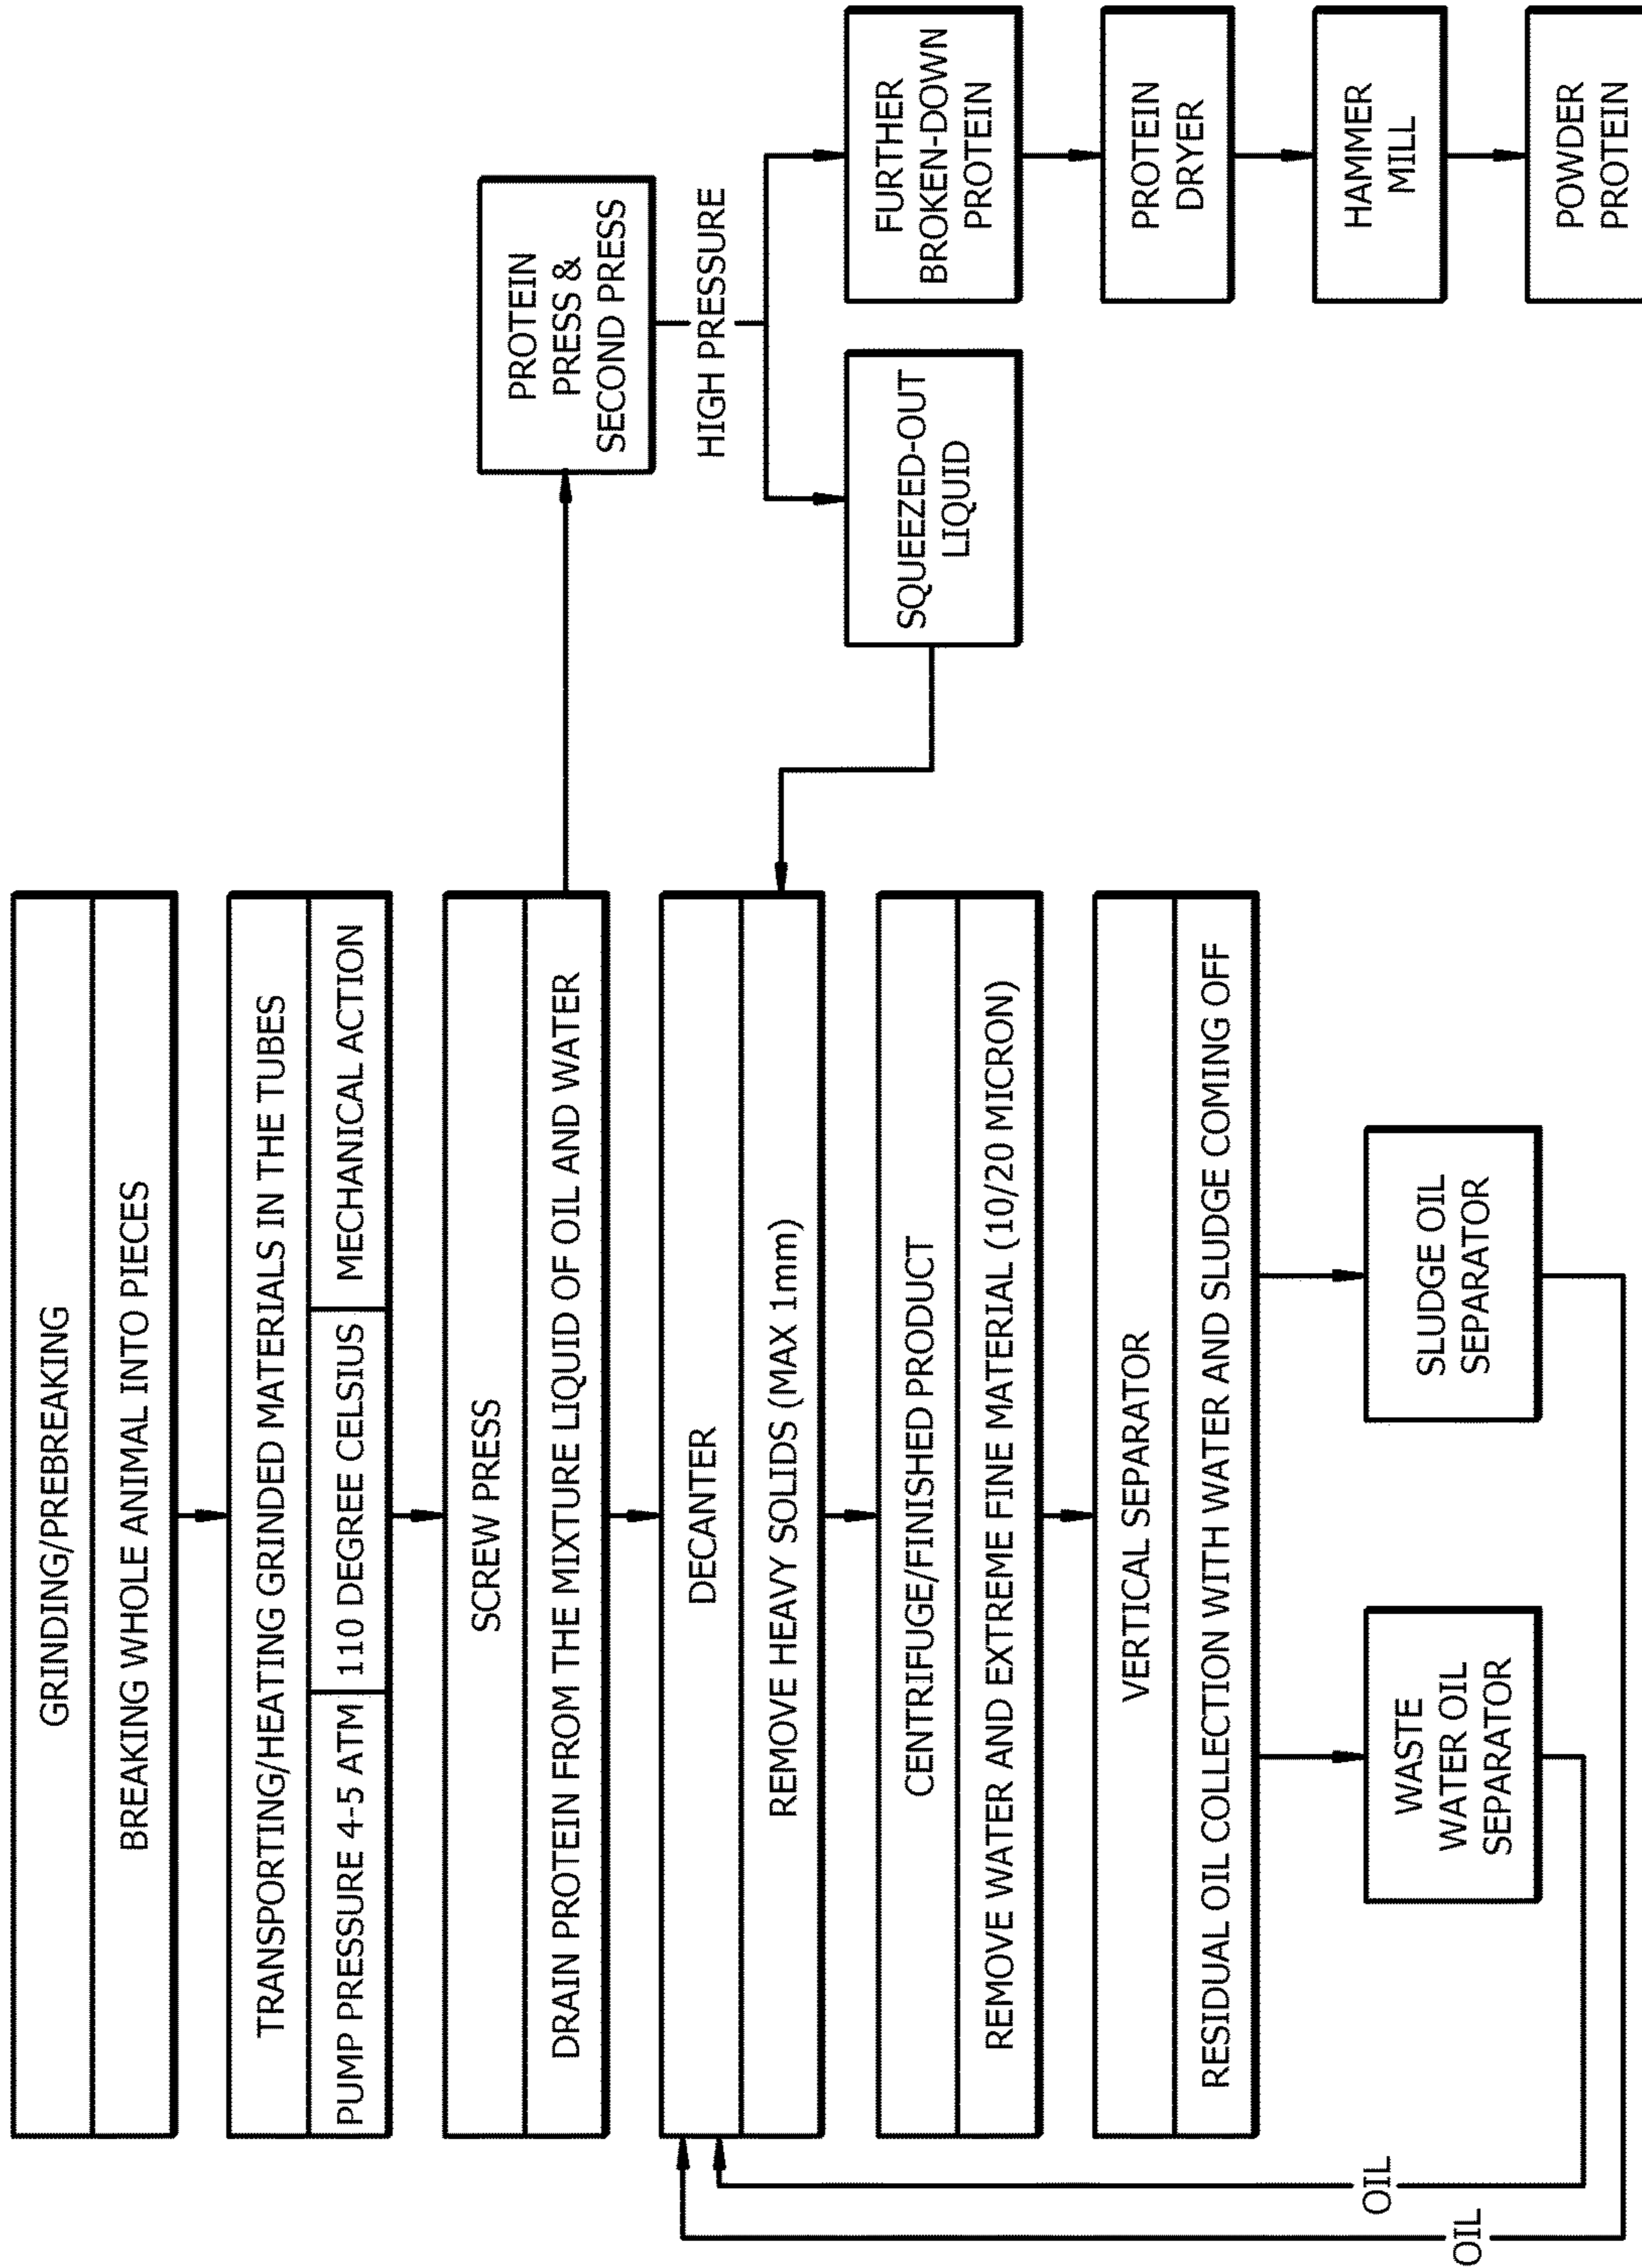 GRINDING/PREBREAKING
BREAKING WHOLE ANIMAL INTO PIECES
TRANSPORTING/HEATING GRINDED MATERIALS IN THE TUBES
PUMP PRESSURE 4-5 ATM
110 DEGREE CELSIUS
MECHANICAL ACTION
SCREW PRESS
DRAIN PROTEIN FROM THE MIXTURE LIQUID OF OIL AND WATER
PROTEIN
PRESS &
SECOND PRESS
HIGH PRESSURE
DECANTER
REMOVE HEAVY SOLIDS (MAX 1mm)
SQUEEZED-OUT
LIQUID
FURTHER
BROKEN-DOWN
PROTEIN
CENTRIFUGE/FINISHED PRODUCT
REMOVE WATER AND EXTREME FINE MATERIAL (10/20 MICRON)
PROTEIN
DRYER
VERTICAL SEPARATOR
RESIDUAL OIL COLLECTION WITH WATER AND SLUDGE COMING OFF
HAMMER
MILL
WASTE
WATER OIL
SEPARATOR
SLUDGE OIL
SEPARATOR
POWDER
PROTEIN
OIL
OIL